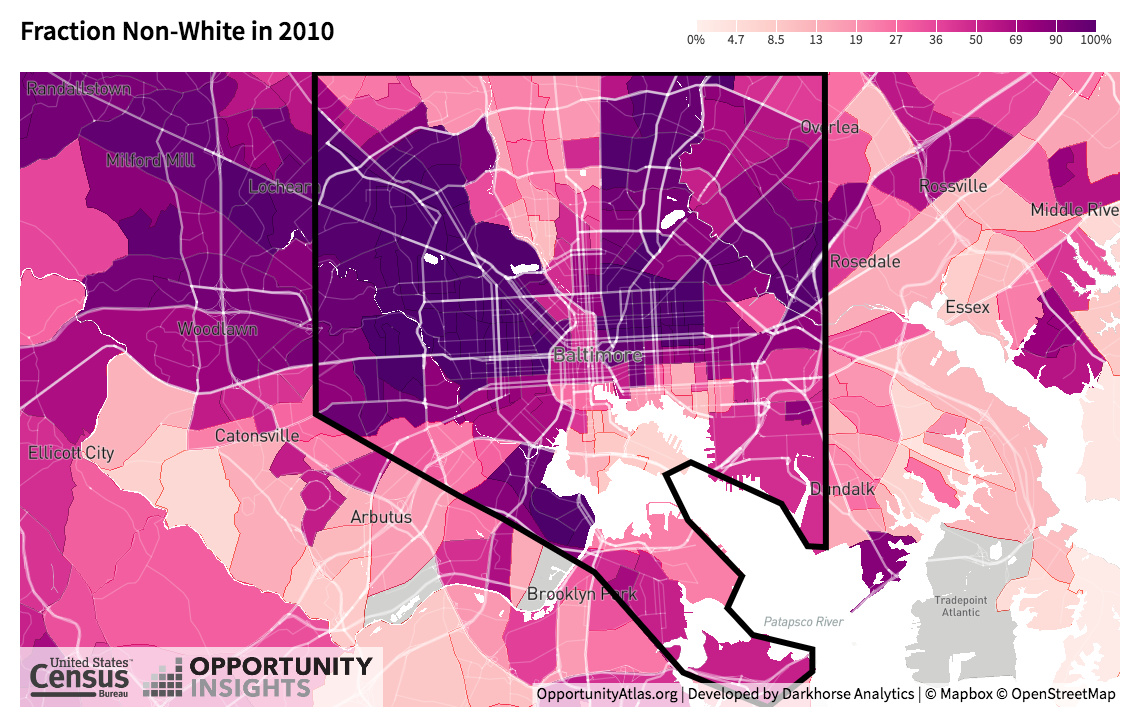 Fraction Non-White in 2010
0% 4.7 8.5 13 19 27 36 50 69 90 100%
Randallstown
Overlea
Milford Mill
Lochearn
Rossville
Middle Rive
Rosedale
Essex
Woodlawn
Baltimore
Catonsville
Ellicott City
Dundalk
Arbutus
Brooklyn Park
Tradepoint
Atlantic
Patapsco River
United States™
Census
Bureau
OPPORTUNITY
INSIGHTS
OpportunityAtlas.org | Developed by Darkhorse Analytics | © Mapbox © OpenStreetMap